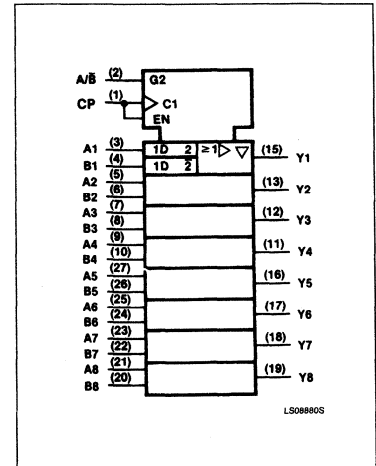 A/B̅ (2) G2
CP (1) C1
EN
A1 (3) 1D 2 ≥1 ▷ ▽ (15) Y1
B1 (4) 1D 2̅
A2 (5) (13) Y2
B2 (6)
A3 (7) (12) Y3
B3 (8)
A4 (9) (11) Y4
B4 (10)
A5 (27) (16) Y5
B5 (26)
A6 (25) (17) Y6
B6 (24)
A7 (23) (18) Y7
B7 (22)
A8 (21) (19) Y8
B8 (20)
LS08880S